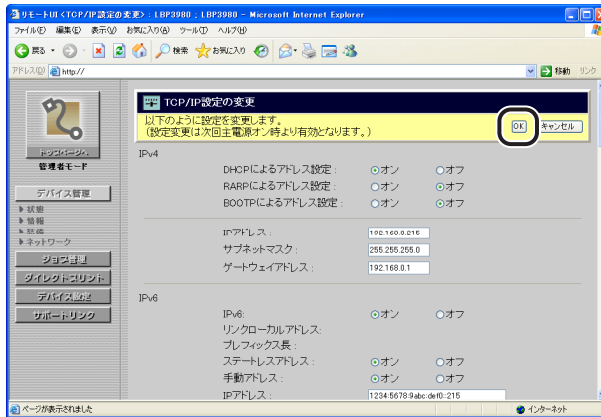 リモートUI <TCP/IP設定の変更> : LBP3980 ; LBP3980 - Microsoft Internet Explorer
ファイル(F) 編集(E) 表示(V) お気に入り(A) ツール(T) ヘルプ(H)
戻る 検索 お気に入り
アドレス(D) http:// 移動 リンク
TCP/IP設定の変更
以下のように設定を変更します。
(設定変更は次回主電源オン時より有効となります。)
OK キャンセル
トップページへ
管理者モード
デバイス管理
状態
情報
ネットワーク
ジョブ管理
ダイレクトプリント
デバイス設定
サポートリンク
IPv4
DHCPによるアドレス設定 : オン オフ
RARPによるアドレス設定 : オン オフ
BOOTPによるアドレス設定 : オン オフ
IPアドレス : 192.168.0.215
サブネットマスク : 255.255.255.0
ゲートウェイアドレス : 192.168.0.1
IPv6
IPv6: オン オフ
リンクローカルアドレス:
プレフィックス長 :
ステートレスアドレス : オン オフ
手動アドレス : オン オフ
IPアドレス : 1234:5678:9abc:def0::215
ページが表示されました インターネット